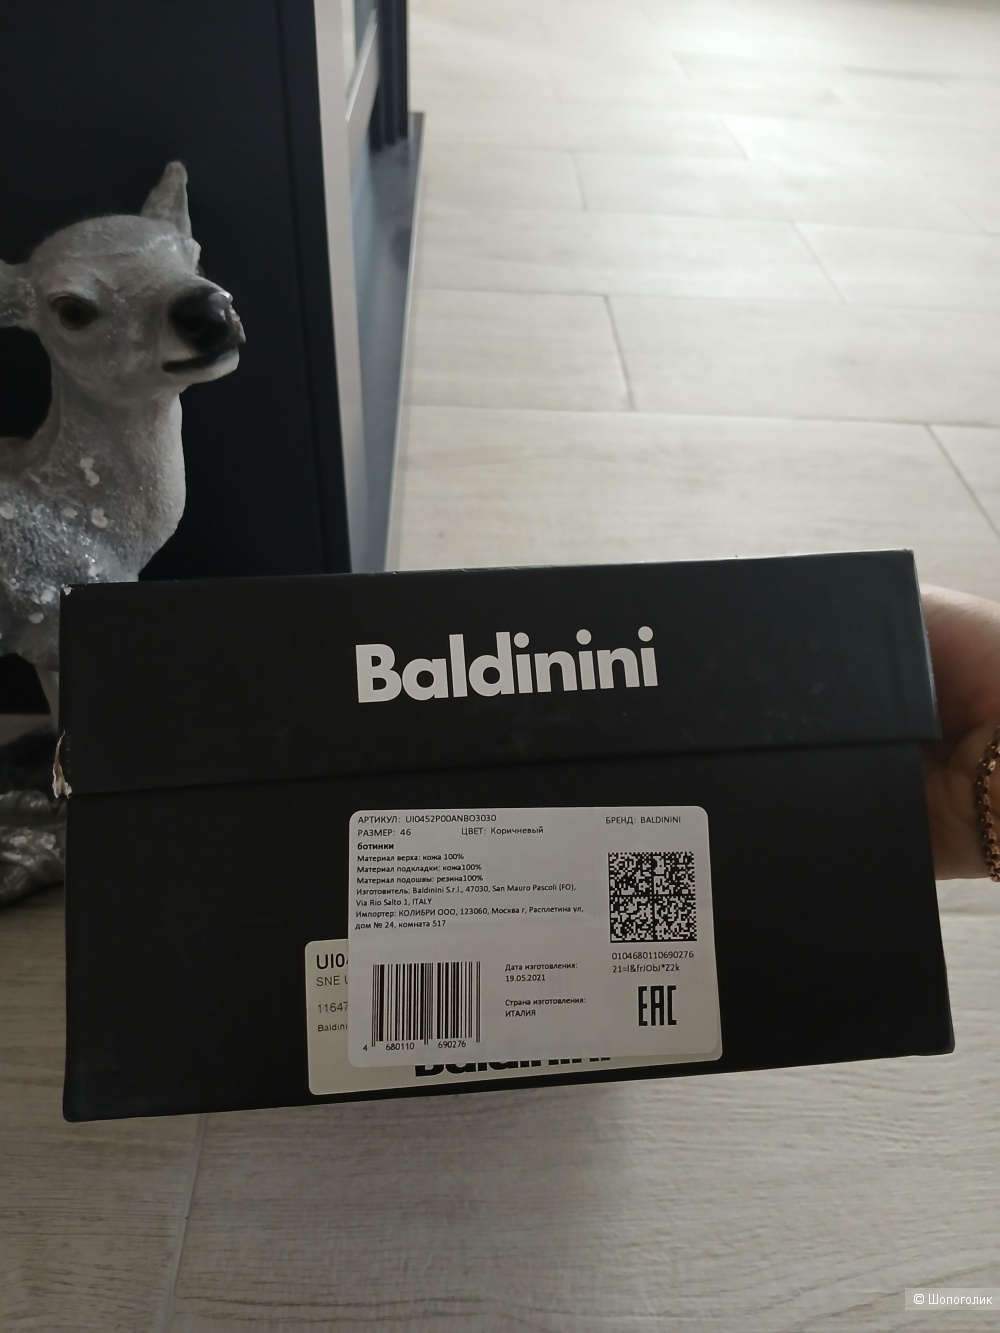 Baldinini
АРТИКУЛ: UI0452P00ANBO3030
БРЕНД: BALDININI
РАЗМЕР: 46 ЦВЕТ: Коричневый
ботинки
Материал верха: кожа 100%
Материал подкладки: кожа100%
Материал подошвы: резина100%
Изготовитель: Baldinini S.r.l., 47030, San Mauro Pascoli (FO),
Via Rio Salto 1, ITALY
Импортер: КОЛИБРИ ООО, 123060, Москва г, Расплетина ул,
дом № 24, комната 517
0104680110690276
21=l&frJObJ*Z2k
Дата изготовления:
19.05.2021
Страна изготовления:
ИТАЛИЯ
EAC
4 680110 690276
UI04
SNE U
11647
Baldini
Baldinini
© Шопоголик